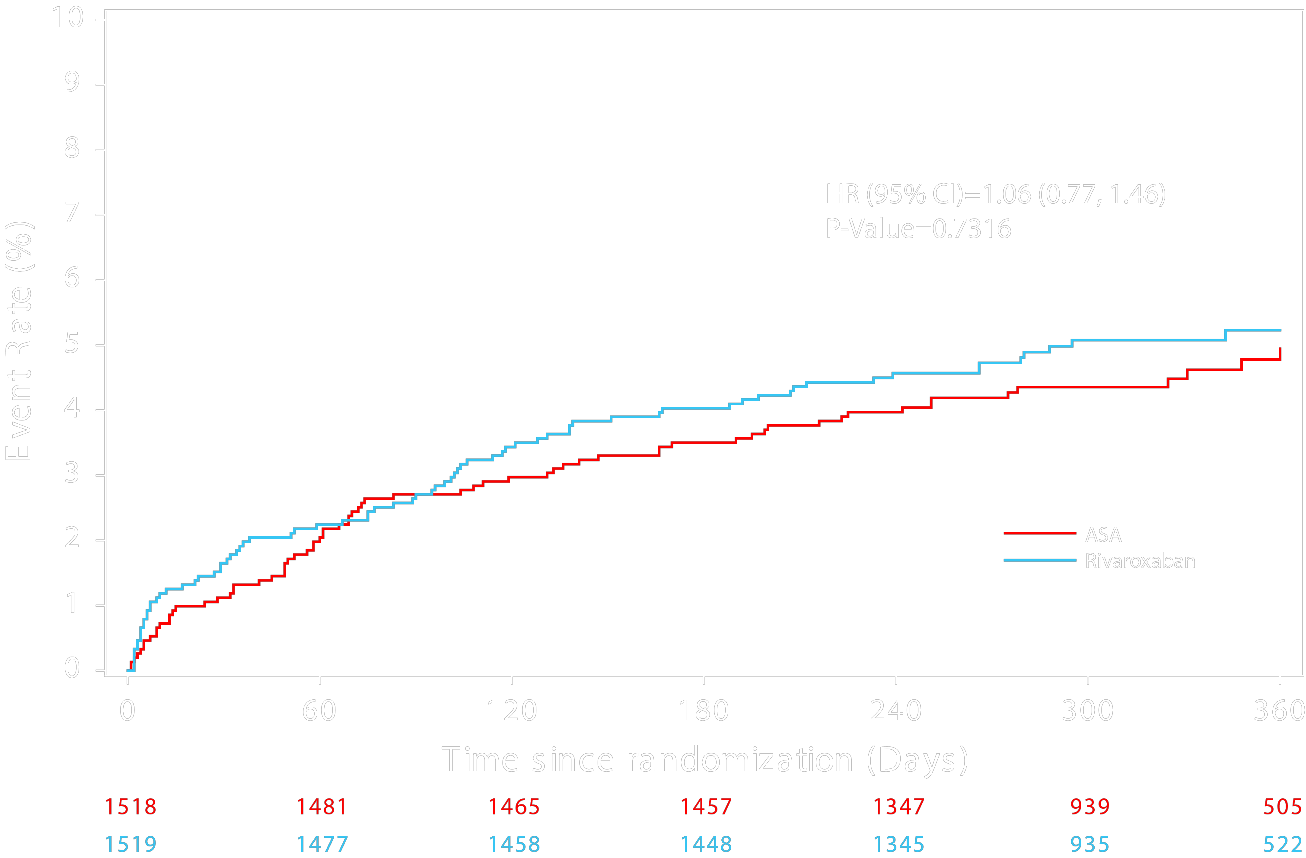 10
9
8
7
6
5
4
3
2
1
0
Event Rate (%)
HR (95% CI)=1.06 (0.77, 1.46)
P-Value=0.7316
ASA
Rivaroxaban
0 60 120 180 240 300 360
Time since randomization (Days)
1518 1481 1465 1457 1347 939 505
1519 1477 1458 1448 1345 935 522